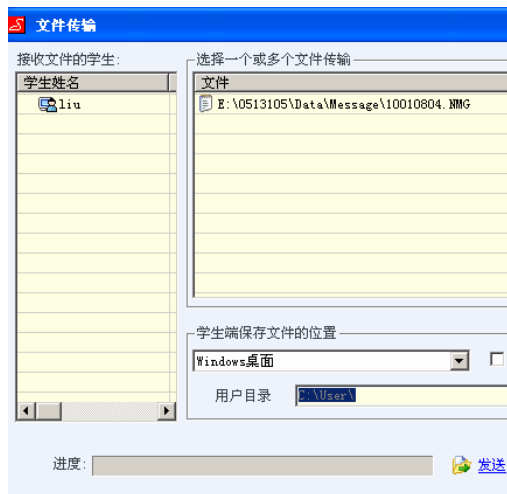 文件传输
接收文件的学生:
选择一个或多个文件传输
学生姓名
文件
liu
E:\0513105\Data\Message\10010804.NMG
学生端保存文件的位置
Windows桌面
用户目录
C:\User\
进度:
发送